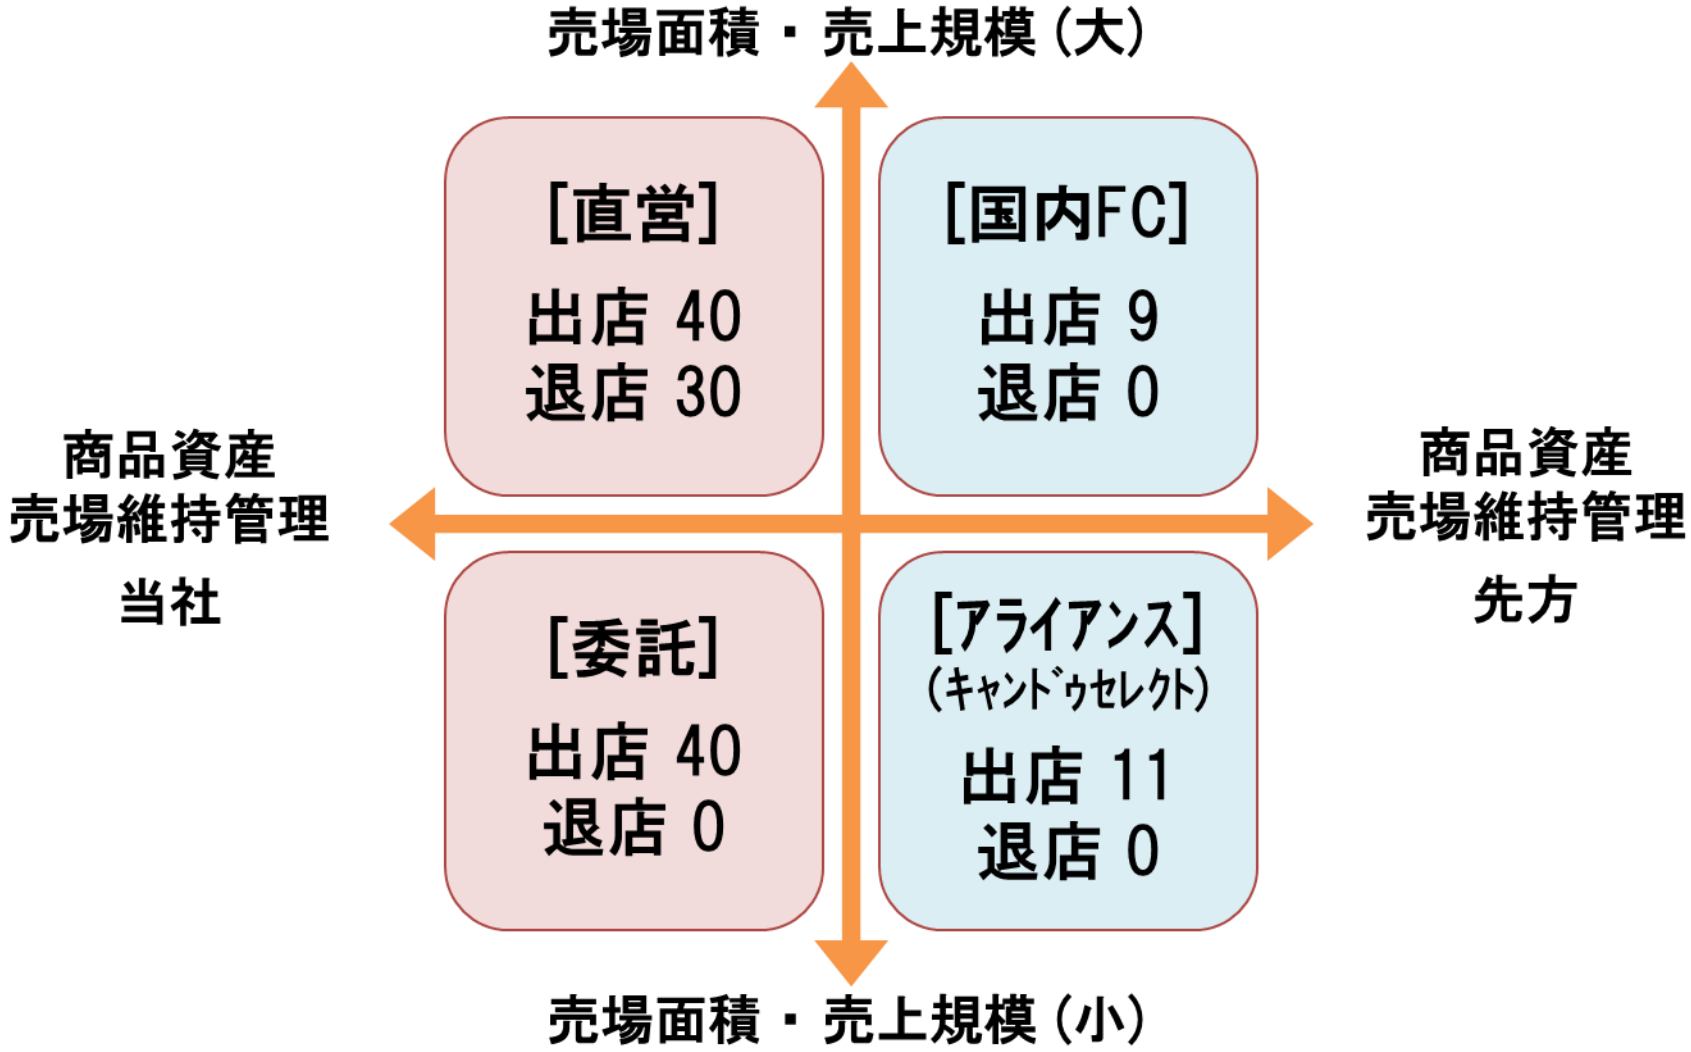 売場面積・売上規模(大)
[直営]
出店 40
退店 30
[国内FC]
出店 9
退店 0
商品資産
売場維持管理
当社
商品資産
売場維持管理
先方
[委託]
出店 40
退店 0
[アライアンス]
(キャンドゥセレクト)
出店 11
退店 0
売場面積・売上規模(小)